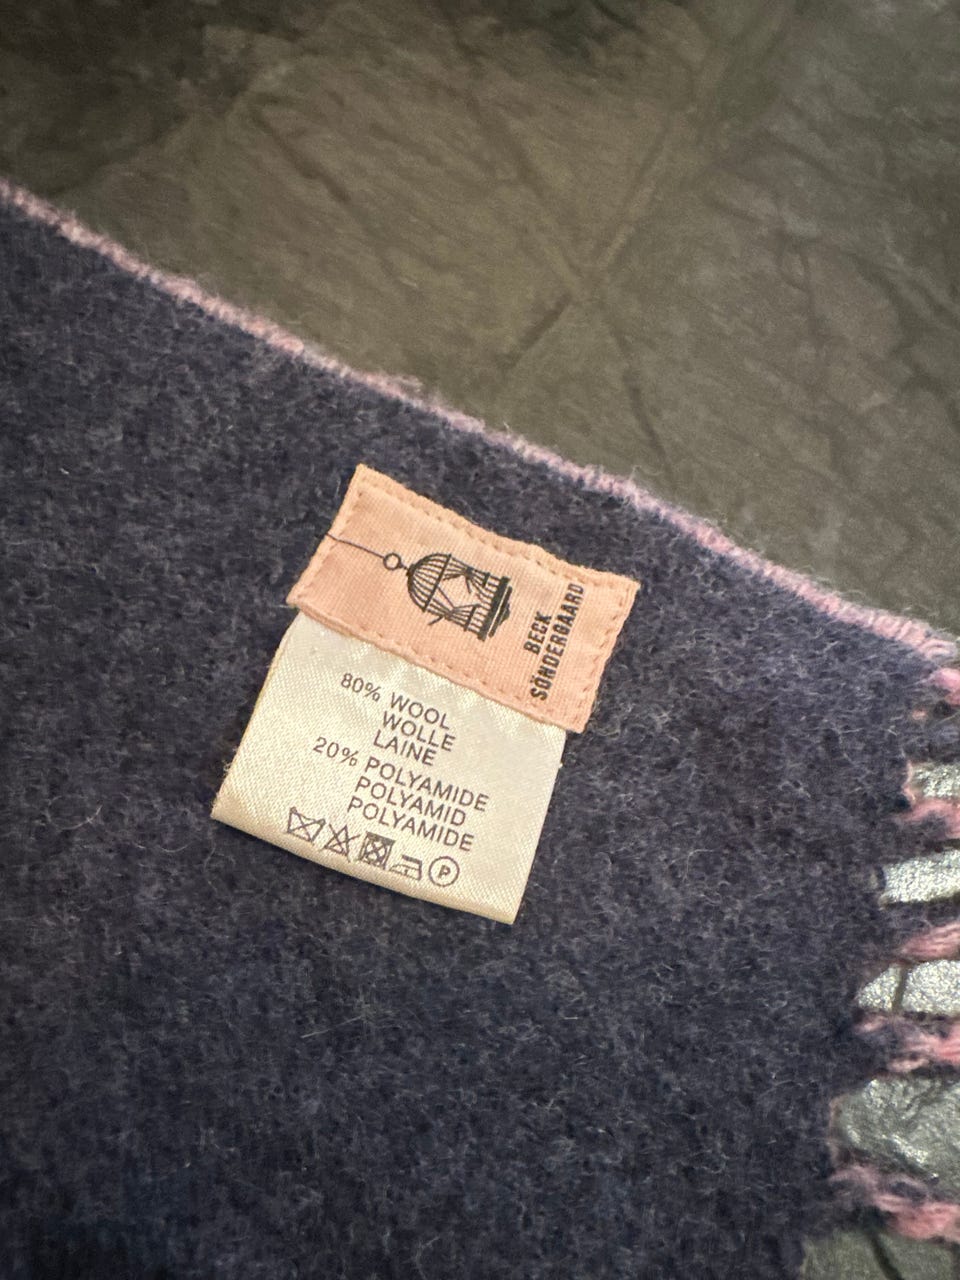 BECK
SÖNDERGAARD
80% WOOL
WOLLE
LAINE
20% POLYAMIDE
POLYAMID
POLYAMIDE
P